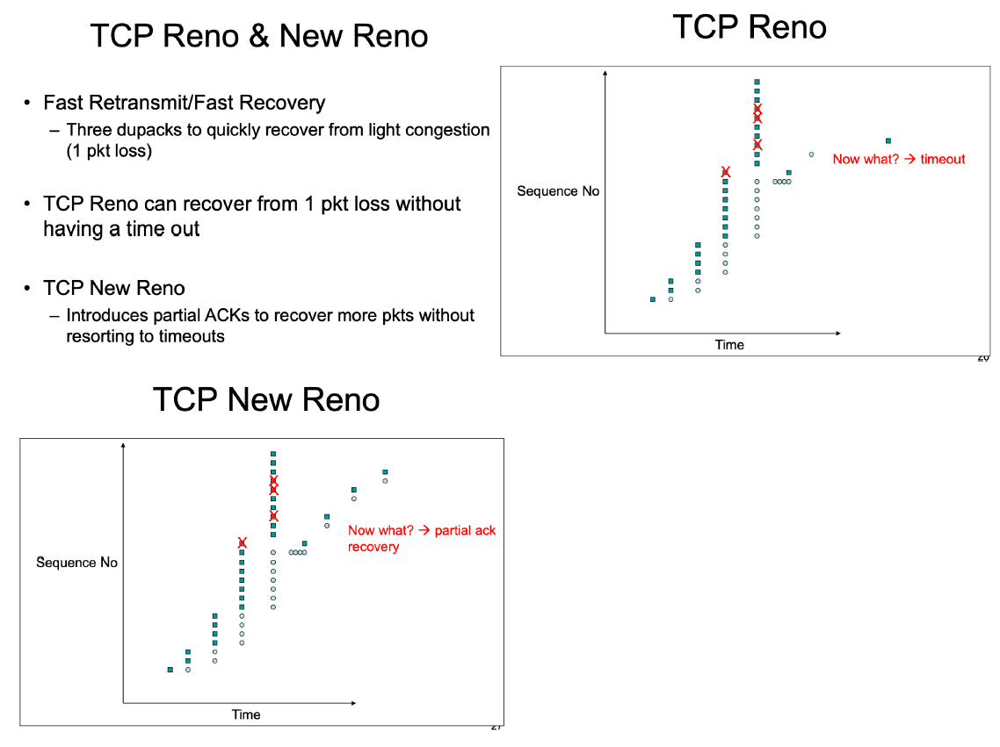 TCP Reno & New Reno
• Fast Retransmit/Fast Recovery
– Three dupacks to quickly recover from light congestion
(1 pkt loss)
• TCP Reno can recover from 1 pkt loss without
having a time out
• TCP New Reno
– Introduces partial ACKs to recover more pkts without
resorting to timeouts
TCP Reno
X
X
X
X
Now what? → timeout
Sequence No
Time
TCP New Reno
X
X
X
X
Now what? → partial ack
recovery
Sequence No
Time